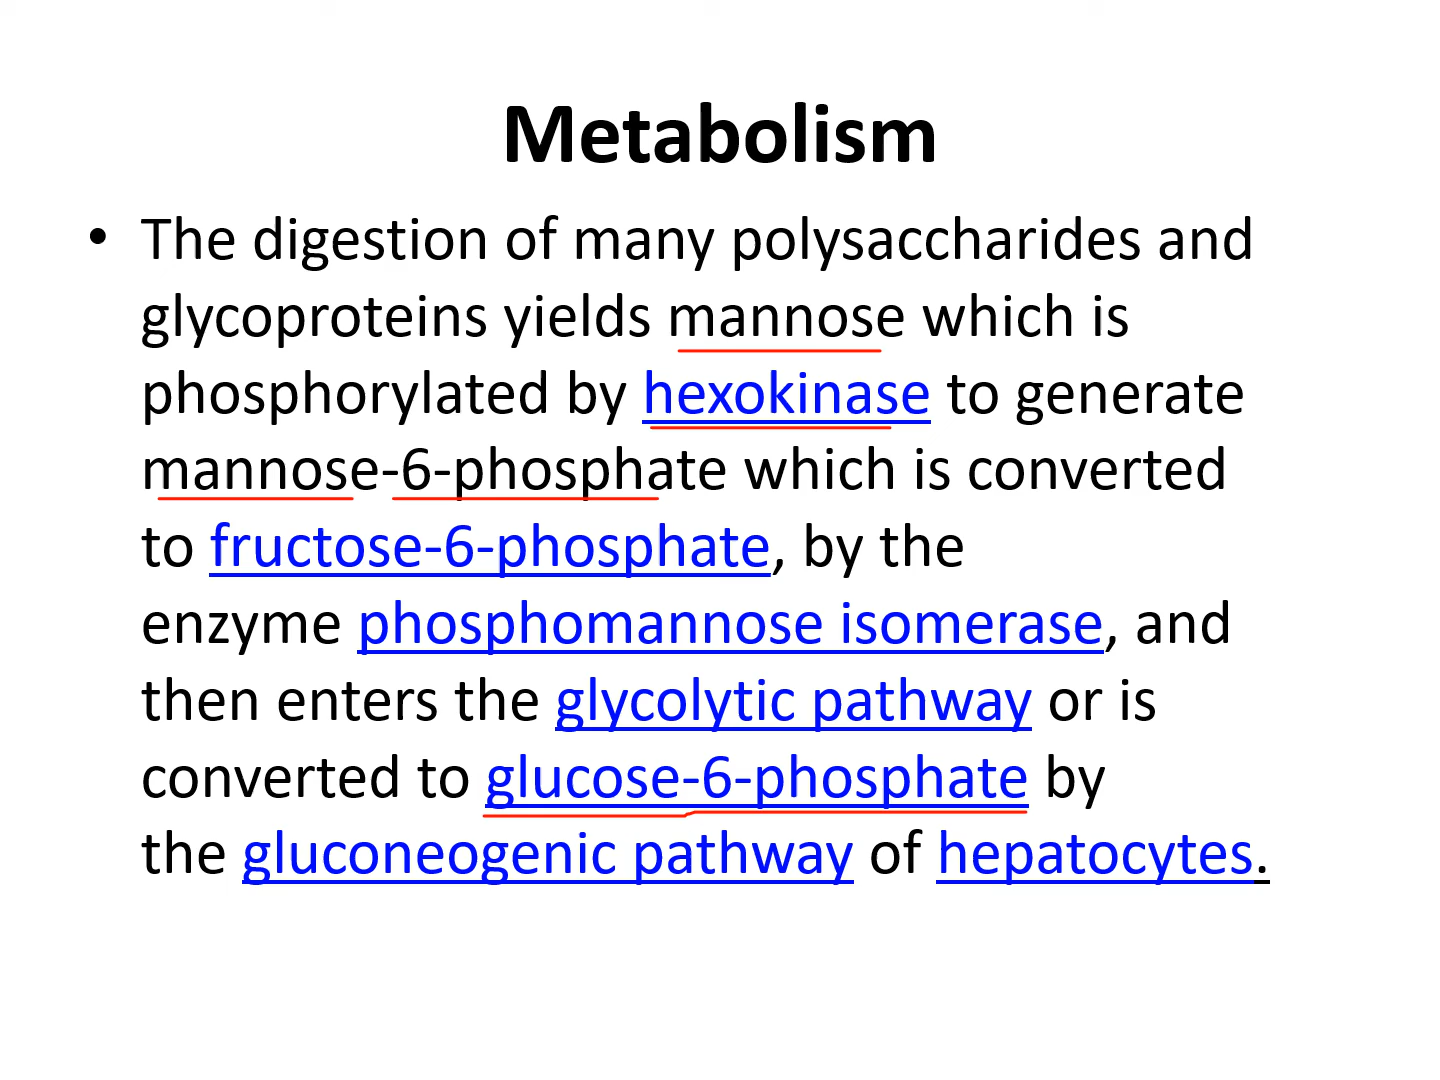 Metabolism
• The digestion of many polysaccharides and
glycoproteins yields mannose which is
phosphorylated by hexokinase to generate
mannose-6-phosphate which is converted
to fructose-6-phosphate, by the
enzyme phosphomannose isomerase, and
then enters the glycolytic pathway or is
converted to glucose-6-phosphate by
the gluconeogenic pathway of hepatocytes.